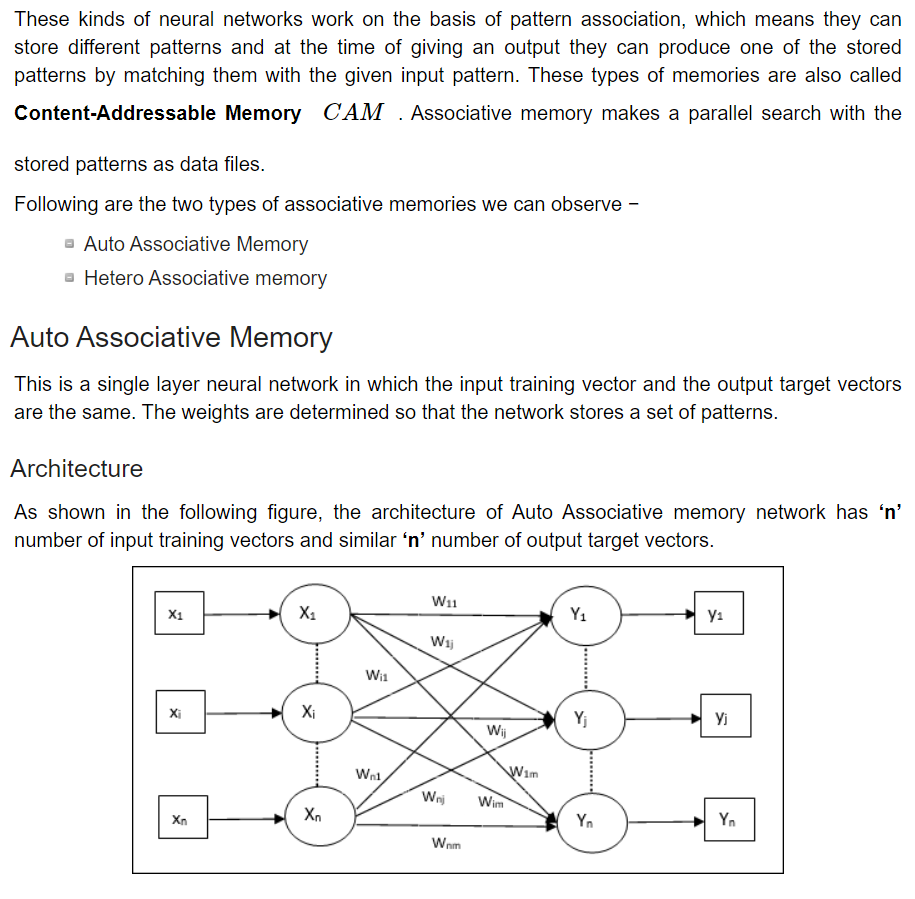 These kinds of neural networks work on the basis of pattern association, which means they can
store different patterns and at the time of giving an output they can produce one of the stored
patterns by matching them with the given input pattern. These types of memories are also called
Content-Addressable Memory CAM . Associative memory makes a parallel search with the
stored patterns as data files.
Following are the two types of associative memories we can observe −
Auto Associative Memory
Hetero Associative memory
Auto Associative Memory
This is a single layer neural network in which the input training vector and the output target vectors
are the same. The weights are determined so that the network stores a set of patterns.
Architecture
As shown in the following figure, the architecture of Auto Associative memory network has ‘n’
number of input training vectors and similar ‘n’ number of output target vectors.
W11
x1 X1 Y1 y1
W1j
Wi1
xi Xi Yj yj
Wij
Wn1 W1m
Wnj Wim
xn Xn Yn Yn
Wnm